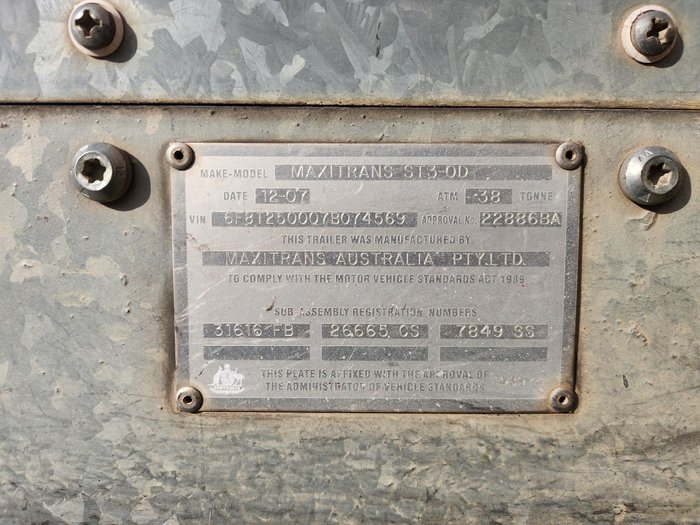 MAKE-MODEL MAXITRANS ST3-OD
DATE 12-07 ATM 38 TONNE
VIN 6F812500078074569 APPROVAL No. 22886BA
THIS TRAILER WAS MANUFACTURED BY
MAXITRANS AUSTRALIA PTY.LTD.
TO COMPLY WITH THE MOTOR VEHICLE STANDARDS ACT 1989
SUB-ASSEMBLY REGISTRATION NUMBERS
31616 FB 26665 CS 7849 SS
THIS PLATE IS AFFIXED WITH THE APPROVAL OF
THE ADMINISTRATOR OF VEHICLE STANDARDS